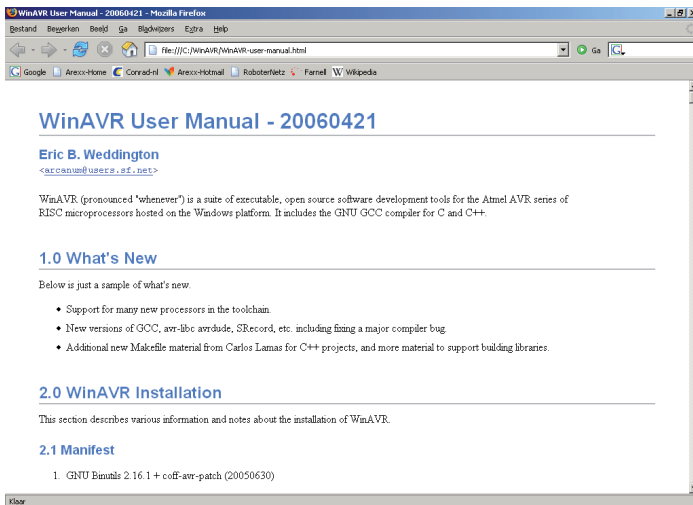 WinAVR User Manual - 20060421 - Mozilla Firefox
Bestand Bewerken Beeld Ga Bladwijzers Extra Help
file:///C:/WinAVR/WinAVR-user-manual.html Ga
Google Arexx-Home Conrad-nl Arexx-Hotmail RoboterNetz Farnell Wikipedia
WinAVR User Manual - 20060421
Eric B. Weddington
<arcanum@users.sf.net>
WinAVR (pronounced "whenever") is a suite of executable, open source software development tools for the Atmel AVR series of
RISC microprocessors hosted on the Windows platform. It includes the GNU GCC compiler for C and C++.
1.0 What's New
Below is just a sample of what's new.
• Support for many new processors in the toolchain.
• New versions of GCC, avr-libc avrdude, SRecord, etc. including fixing a major compiler bug.
• Additional new Makefile material from Carlos Lamas for C++ projects, and more material to support building libraries.
2.0 WinAVR Installation
This section describes various information and notes about the installation of WinAVR.
2.1 Manifest
1. GNU Binutils 2.16.1 + coff-avr-patch (20050630)
Klaar